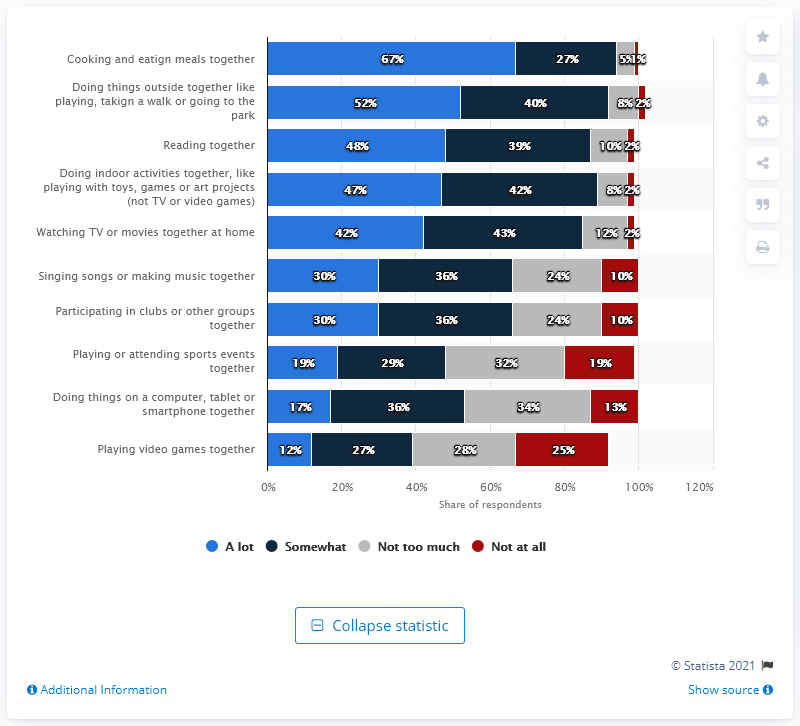 Cooking and eatign meals together
67% 27% 5% 1%
Doing things outside together like
playing, takign a walk or going to the
park
52% 40% 8% 2%
Reading together
48% 39% 10% 2%
Doing indoor activities together, like
playing with toys, games or art projects
(not TV or video games)
47% 42% 8% 2%
Watching TV or movies together at home
42% 43% 12% 2%
Singing songs or making music together
30% 36% 24% 10%
Participating in clubs or other groups
together
30% 36% 24% 10%
Playing or attending sports events
together
19% 29% 32% 19%
Doing things on a computer, tablet or
smartphone together
17% 36% 34% 13%
Playing video games together
12% 27% 28% 25%
0% 20% 40% 60% 80% 100% 120%
Share of respondents
A lot Somewhat Not too much Not at all
Collapse statistic
© Statista 2021
Additional Information Show source